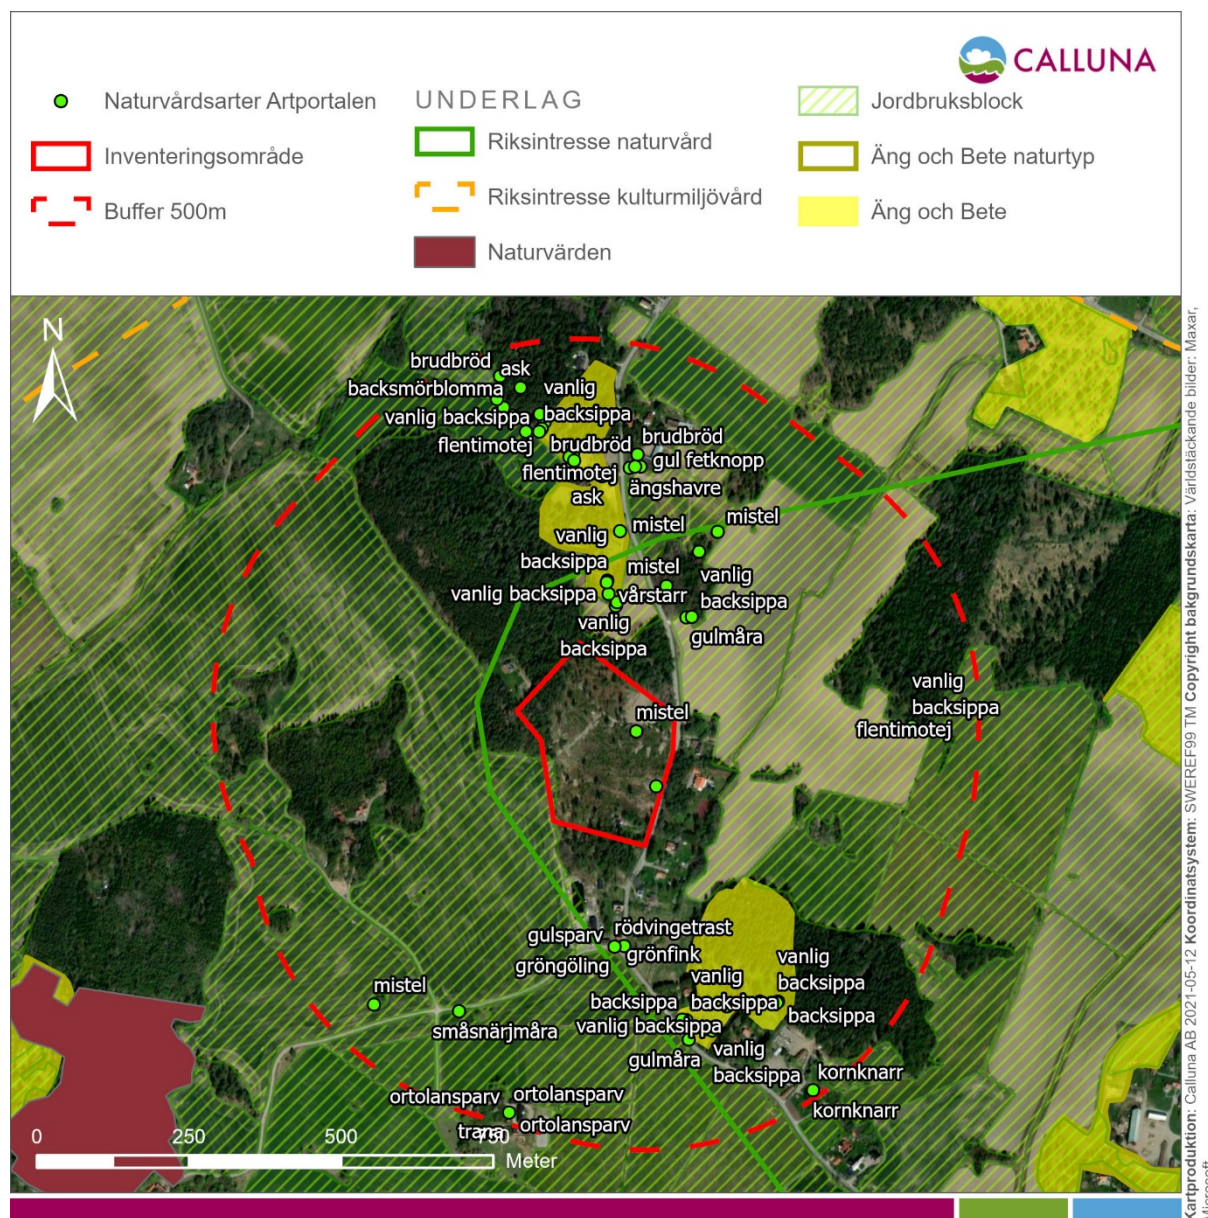 CALLUNA
Naturvårdsarter Artportalen
Inventeringsområde
Buffer 500m
UNDERLAG
Riksintresse naturvård
Riksintresse kulturmiljövård
Naturvärden
Jordbruksblock
Äng och Bete naturtyp
Äng och Bete
N
brudbröd
ask
backsmörblomma
vanlig
backsippa
vanlig backsippa
flentimotej
brudbröd
brudbröd
flentimotej
gul fetknopp
ask
ängshavre
vanlig
backsippa
mistel
mistel
mistel
vanlig
backsippa
vanlig backsippa
vårstarr
vanlig
backsippa
gulmåra
mistel
vanlig
backsippa
flentimotej
rödvingetrast
gulsparv
grönfink
gröngöling
mistel
småsnärjmåra
vanlig
backsippa
vanlig
backsippa
backsippa
backsippa
vanlig backsippa
gulmåra
vanlig
backsippa
kornknarr
kornknarr
ortolansparv
ortolansparv
trana
ortolansparv
0 250 500 750
Meter
Kartproduktion: Calluna AB 2021-05-12 Koordinatsystem: SWEREF99 TM Copyright bakgrundskarta: Världstäckande bilder: Maxar,
Microsoft